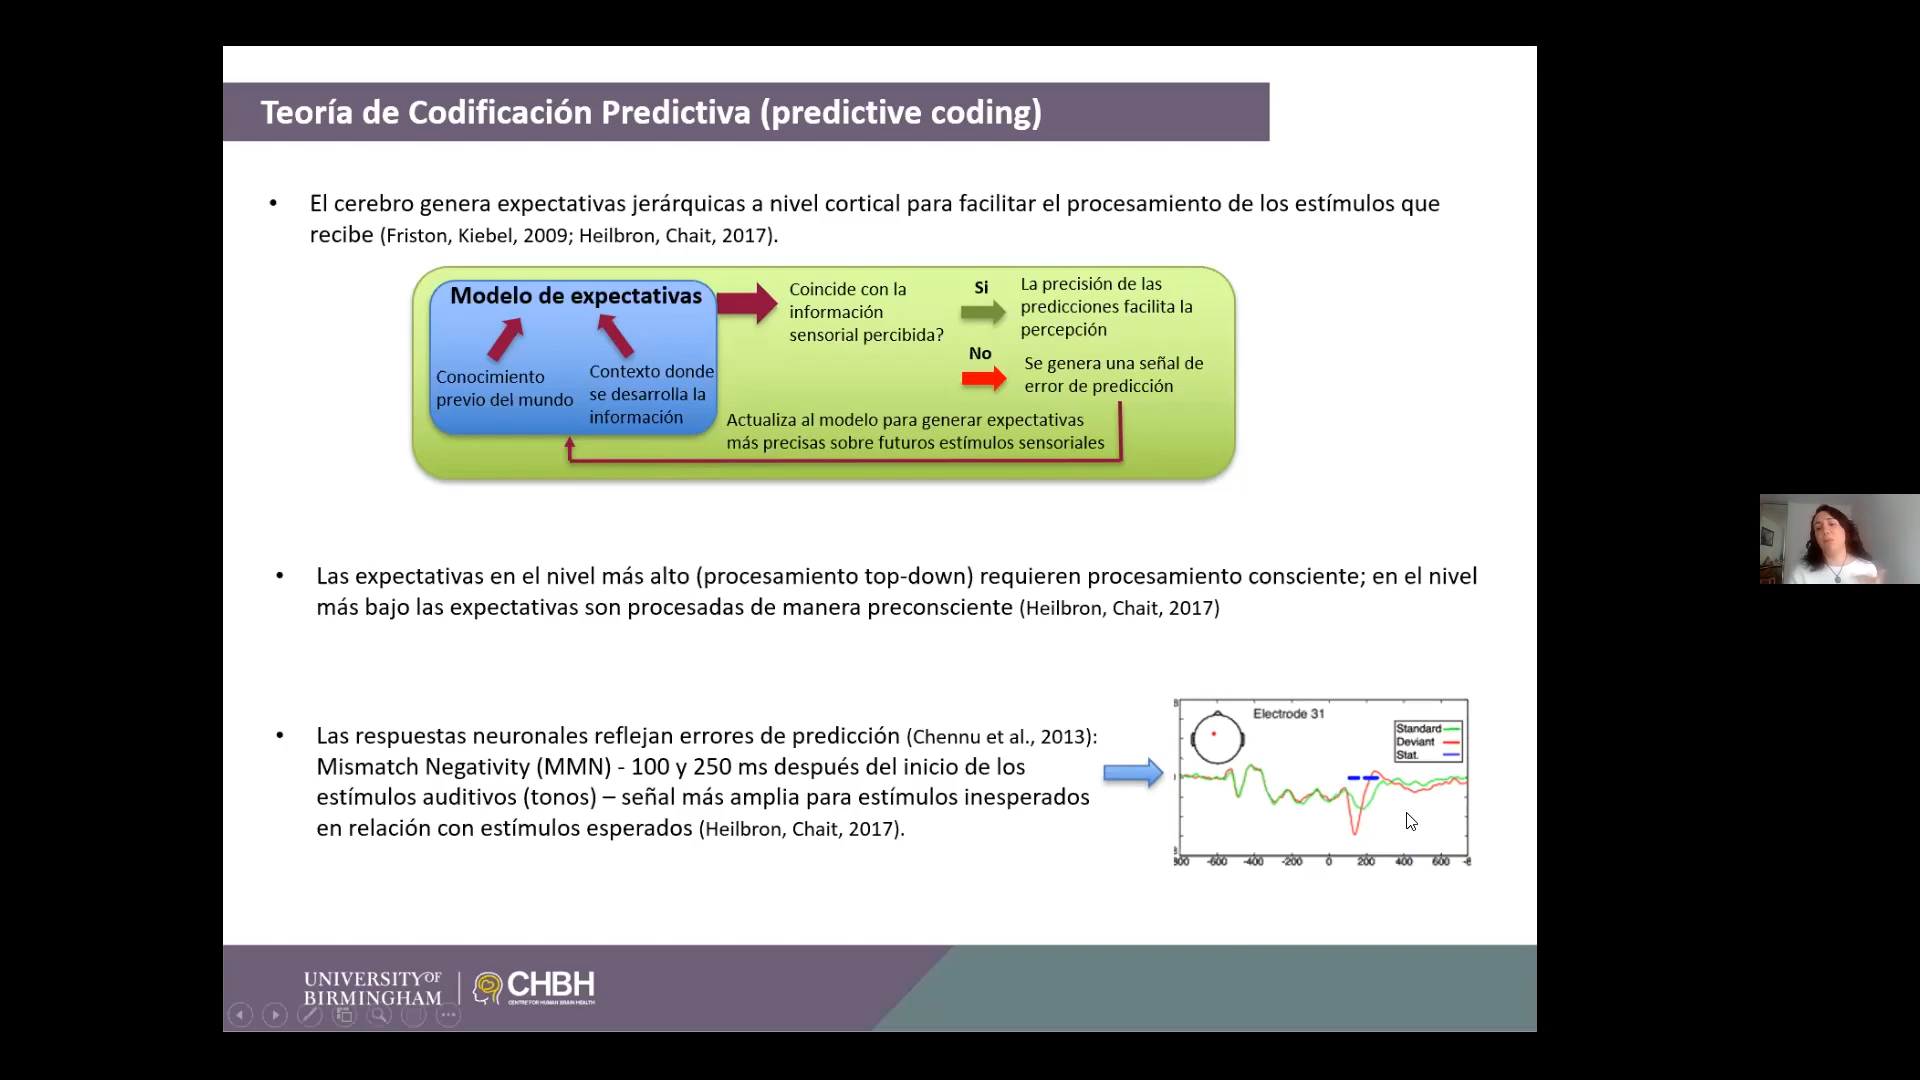 Teoría de Codificación Predictiva (predictive coding)
• El cerebro genera expectativas jerárquicas a nivel cortical para facilitar el procesamiento de los estímulos que
recibe (Friston, Kiebel, 2009; Heilbron, Chait, 2017).
Modelo de expectativas
Conocimiento
previo del mundo
Contexto donde
se desarrolla la
información
Coincide con la
información
sensorial percibida?
Si
La precisión de las
predicciones facilita la
percepción
No
Se genera una señal de
error de predicción
Actualiza al modelo para generar expectativas
más precisas sobre futuros estímulos sensoriales
• Las expectativas en el nivel más alto (procesamiento top-down) requieren procesamiento consciente; en el nivel
más bajo las expectativas son procesadas de manera preconsciente (Heilbron, Chait, 2017)
• Las respuestas neuronales reflejan errores de predicción (Chennu et al., 2013):
Mismatch Negativity (MMN) - 100 y 250 ms después del inicio de los
estímulos auditivos (tonos) – señal más amplia para estímulos inesperados
en relación con estímulos esperados (Heilbron, Chait, 2017).
Electrode 31
Standard
Deviant
Stat.
-600 -400 -200 0 200 400 600
UNIVERSITY OF
BIRMINGHAM
CHBH
CENTRE FOR HUMAN BRAIN HEALTH